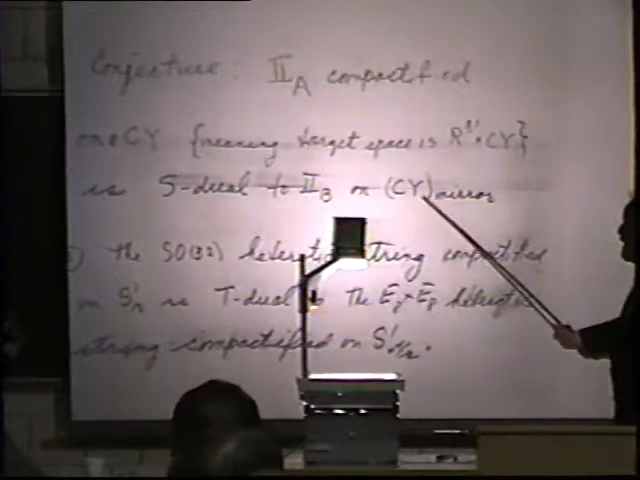 Conjecture: II_A compactified
on a CY {meaning target space is R^{3,1} × CY}
is S-dual to II_B on (CY)mirror
the SO(32) heterotic string compactified
on S^1_r is T-dual to the E_8 × E_8 heterotic
string compactified on S^1_{1/r}.